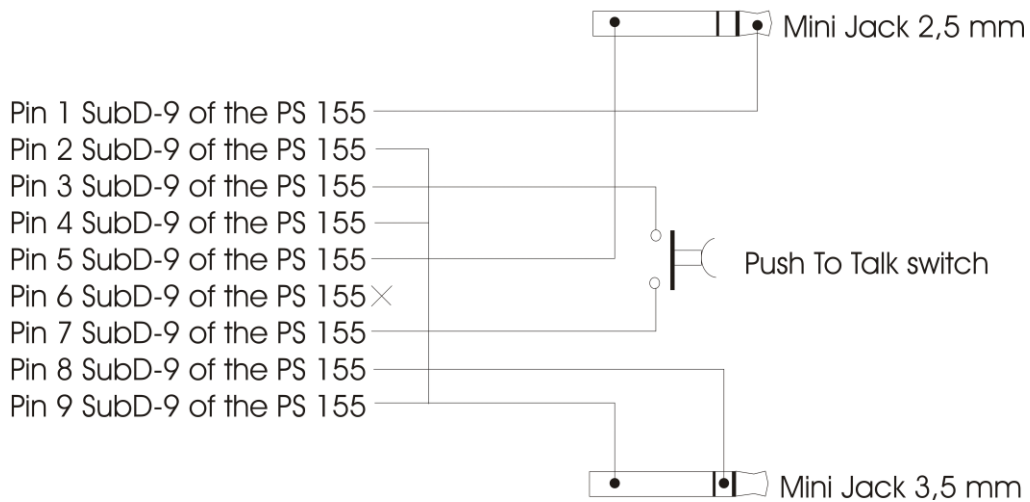 Mini Jack 2,5 mm
Pin 1 SubD-9 of the PS 155
Pin 2 SubD-9 of the PS 155
Pin 3 SubD-9 of the PS 155
Pin 4 SubD-9 of the PS 155
Pin 5 SubD-9 of the PS 155
Push To Talk switch
Pin 6 SubD-9 of the PS 155
Pin 7 SubD-9 of the PS 155
Pin 8 SubD-9 of the PS 155
Pin 9 SubD-9 of the PS 155
Mini Jack 3,5 mm